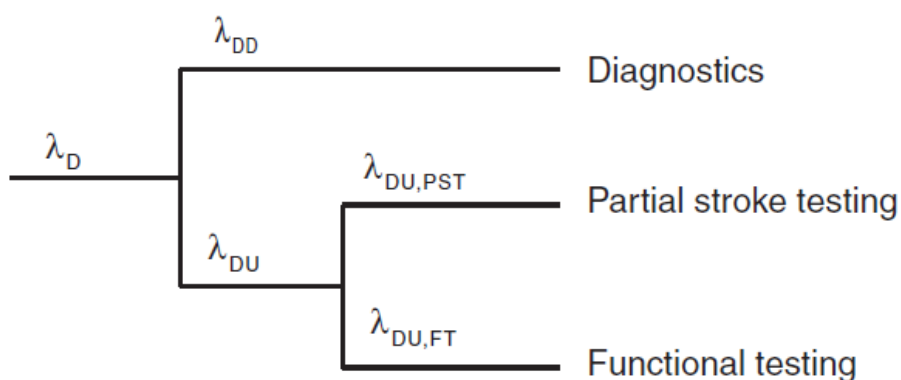 λDD
Diagnostics
λD
λDU,PST
Partial stroke testing
λDU
λDU,FT
Functional testing